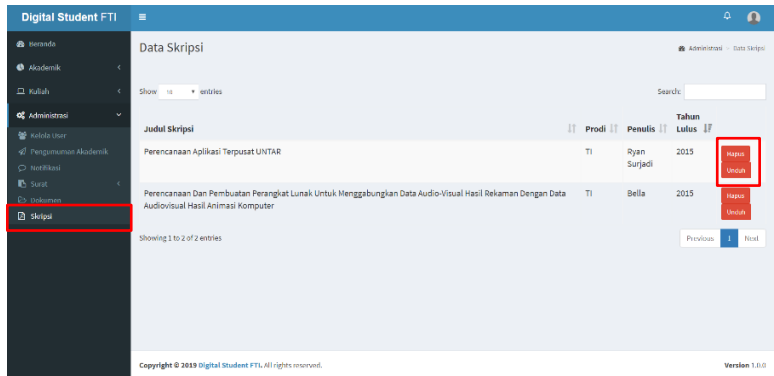 Digital Student FTI
Beranda
Akademik
Kuliah
Administrasi
Kelola User
Pengumuman Akademik
Notifikasi
Surat
Dokumen
Skripsi
Data Skripsi
Administrasi > Data Skripsi
Show 10 entries
Search:
Judul Skripsi Prodi Penulis Tahun Lulus
Perencanaan Aplikasi Terpusat UNTAR TI Ryan Surjadi 2015 Hapus Unduh
Perencanaan Dan Pembuatan Perangkat Lunak Untuk Menggabungkan Data Audio-Visual Hasil Rekaman Dengan Data TI Bella 2015 Hapus
Audiovisual Hasil Animasi Komputer Unduh
Showing 1 to 2 of 2 entries
Previous 1 Next
Copyright © 2019 Digital Student FTI. All rights reserved.
Version 1.0.0